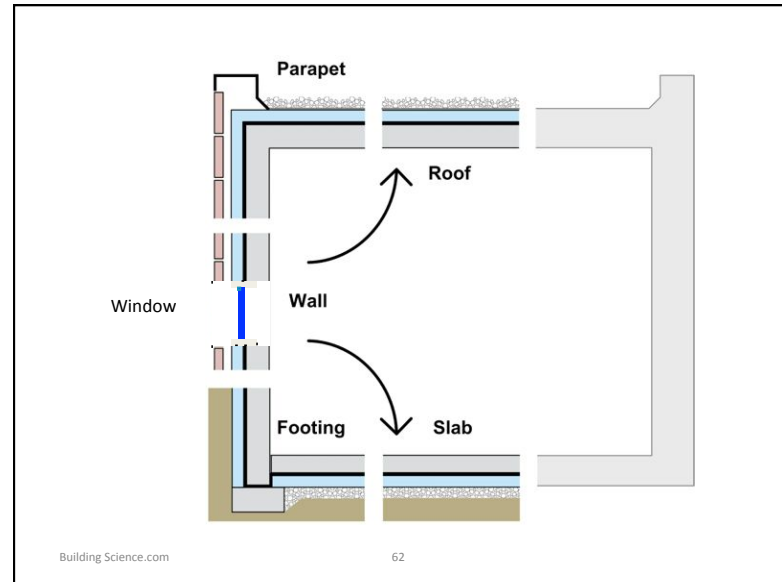 Parapet
Roof
Window
Wall
Footing
Slab
Building Science.com
62